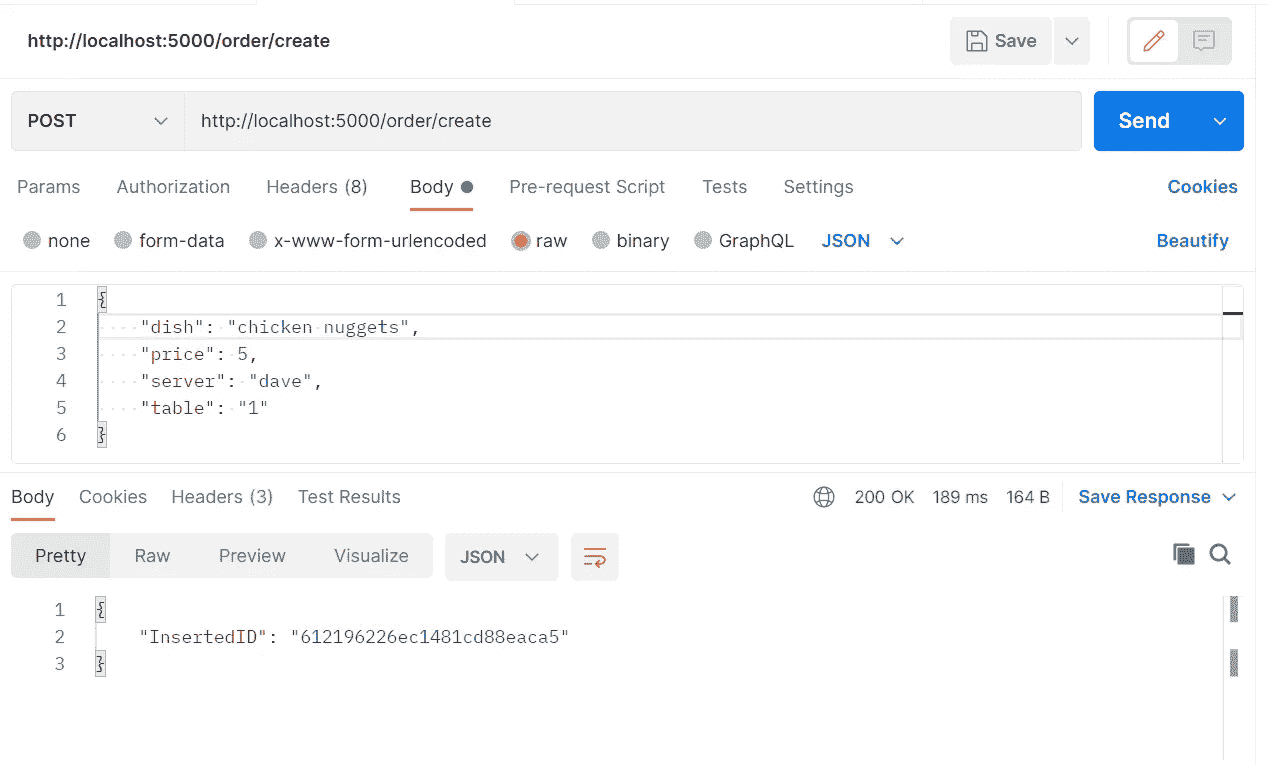 http://localhost:5000/order/create Save
POST http://localhost:5000/order/create Send
Params Authorization Headers (8) Body Pre-request Script Tests Settings Cookies
none form-data x-www-form-urlencoded raw binary GraphQL JSON Beautify
1 {
2 "dish": "chicken nuggets",
3 "price": 5,
4 "server": "dave",
5 "table": "1"
6 }
Body Cookies Headers (3) Test Results 200 OK 189 ms 164 B Save Response
Pretty Raw Preview Visualize JSON
1 {
2 "InsertedID": "612196226ec1481cd88eaca5"
3 }